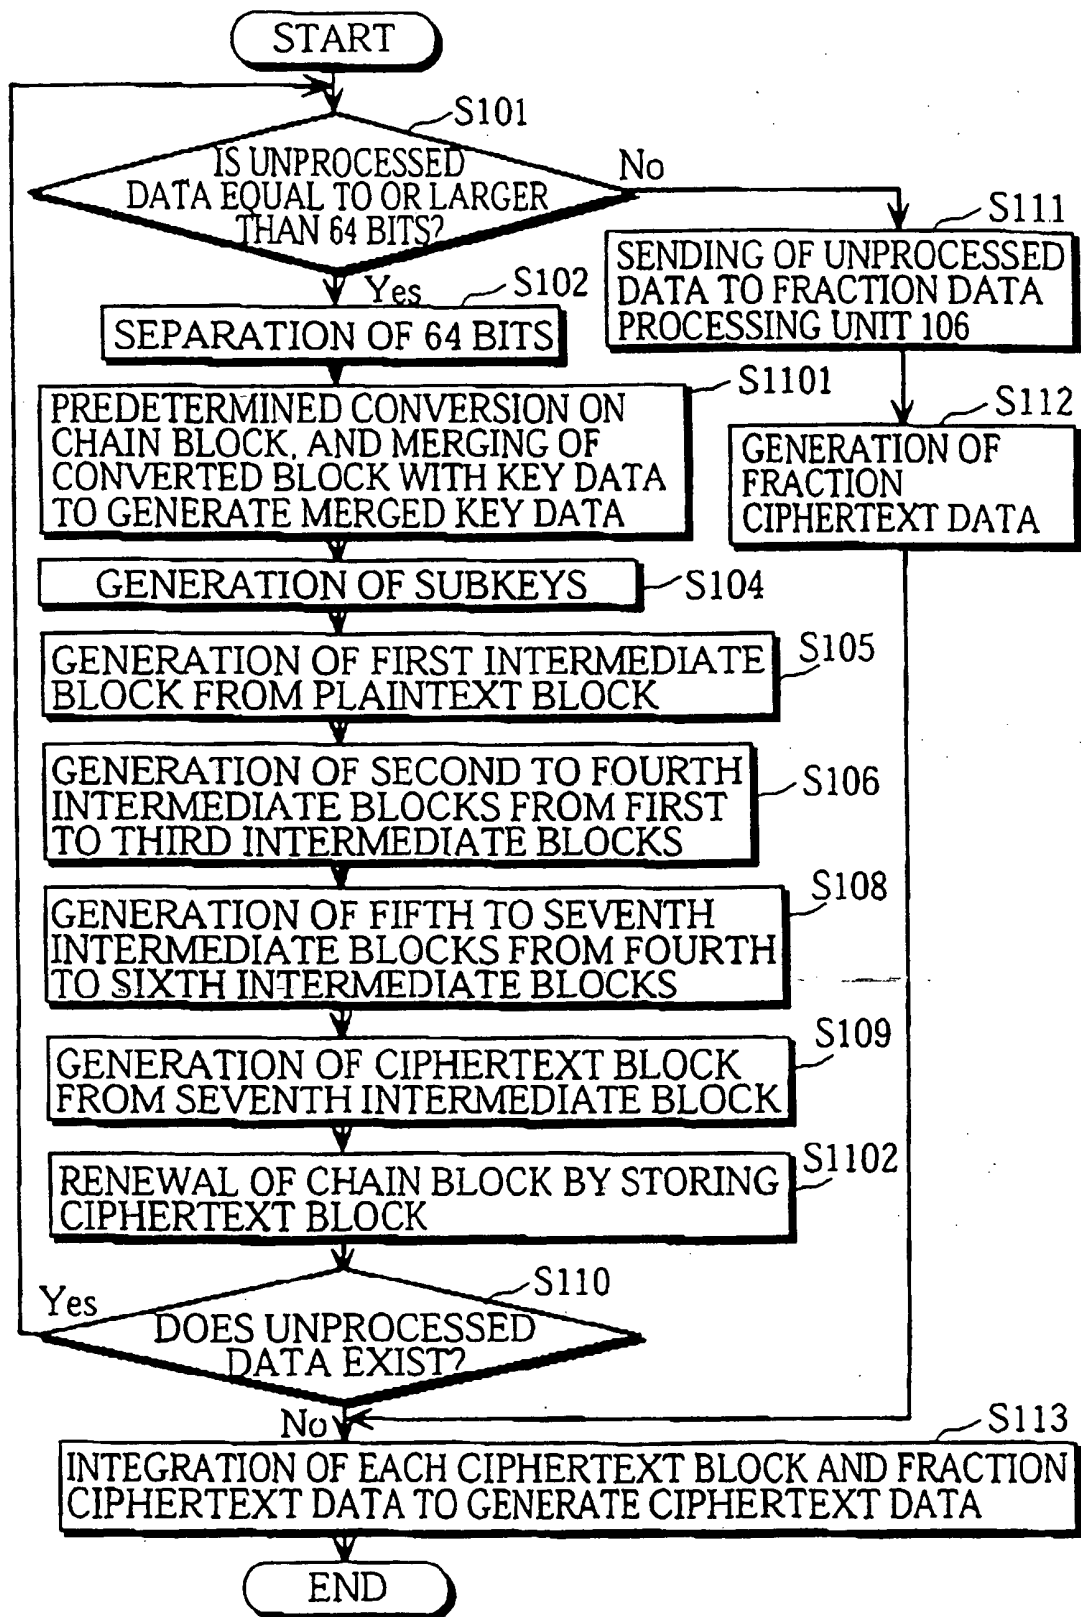 START
S101
IS UNPROCESSED
DATA EQUAL TO OR LARGER
THAN 64 BITS?
No
Yes
S111
SENDING OF UNPROCESSED
DATA TO FRACTION DATA
PROCESSING UNIT 106
S102
SEPARATION OF 64 BITS
S1101
PREDETERMINED CONVERSION ON
CHAIN BLOCK, AND MERGING OF
CONVERTED BLOCK WITH KEY DATA
TO GENERATE MERGED KEY DATA
S112
GENERATION OF
FRACTION
CIPHERTEXT DATA
GENERATION OF SUBKEYS
S104
S105
GENERATION OF FIRST INTERMEDIATE
BLOCK FROM PLAINTEXT BLOCK
GENERATION OF SECOND TO FOURTH
INTERMEDIATE BLOCKS FROM FIRST
TO THIRD INTERMEDIATE BLOCKS
S106
S108
GENERATION OF FIFTH TO SEVENTH
INTERMEDIATE BLOCKS FROM FOURTH
TO SIXTH INTERMEDIATE BLOCKS
S109
GENERATION OF CIPHERTEXT BLOCK
FROM SEVENTH INTERMEDIATE BLOCK
S1102
RENEWAL OF CHAIN BLOCK BY STORING
CIPHERTEXT BLOCK
S110
Yes
DOES UNPROCESSED
DATA EXIST?
No
S113
INTEGRATION OF EACH CIPHERTEXT BLOCK AND FRACTION
CIPHERTEXT DATA TO GENERATE CIPHERTEXT DATA
END